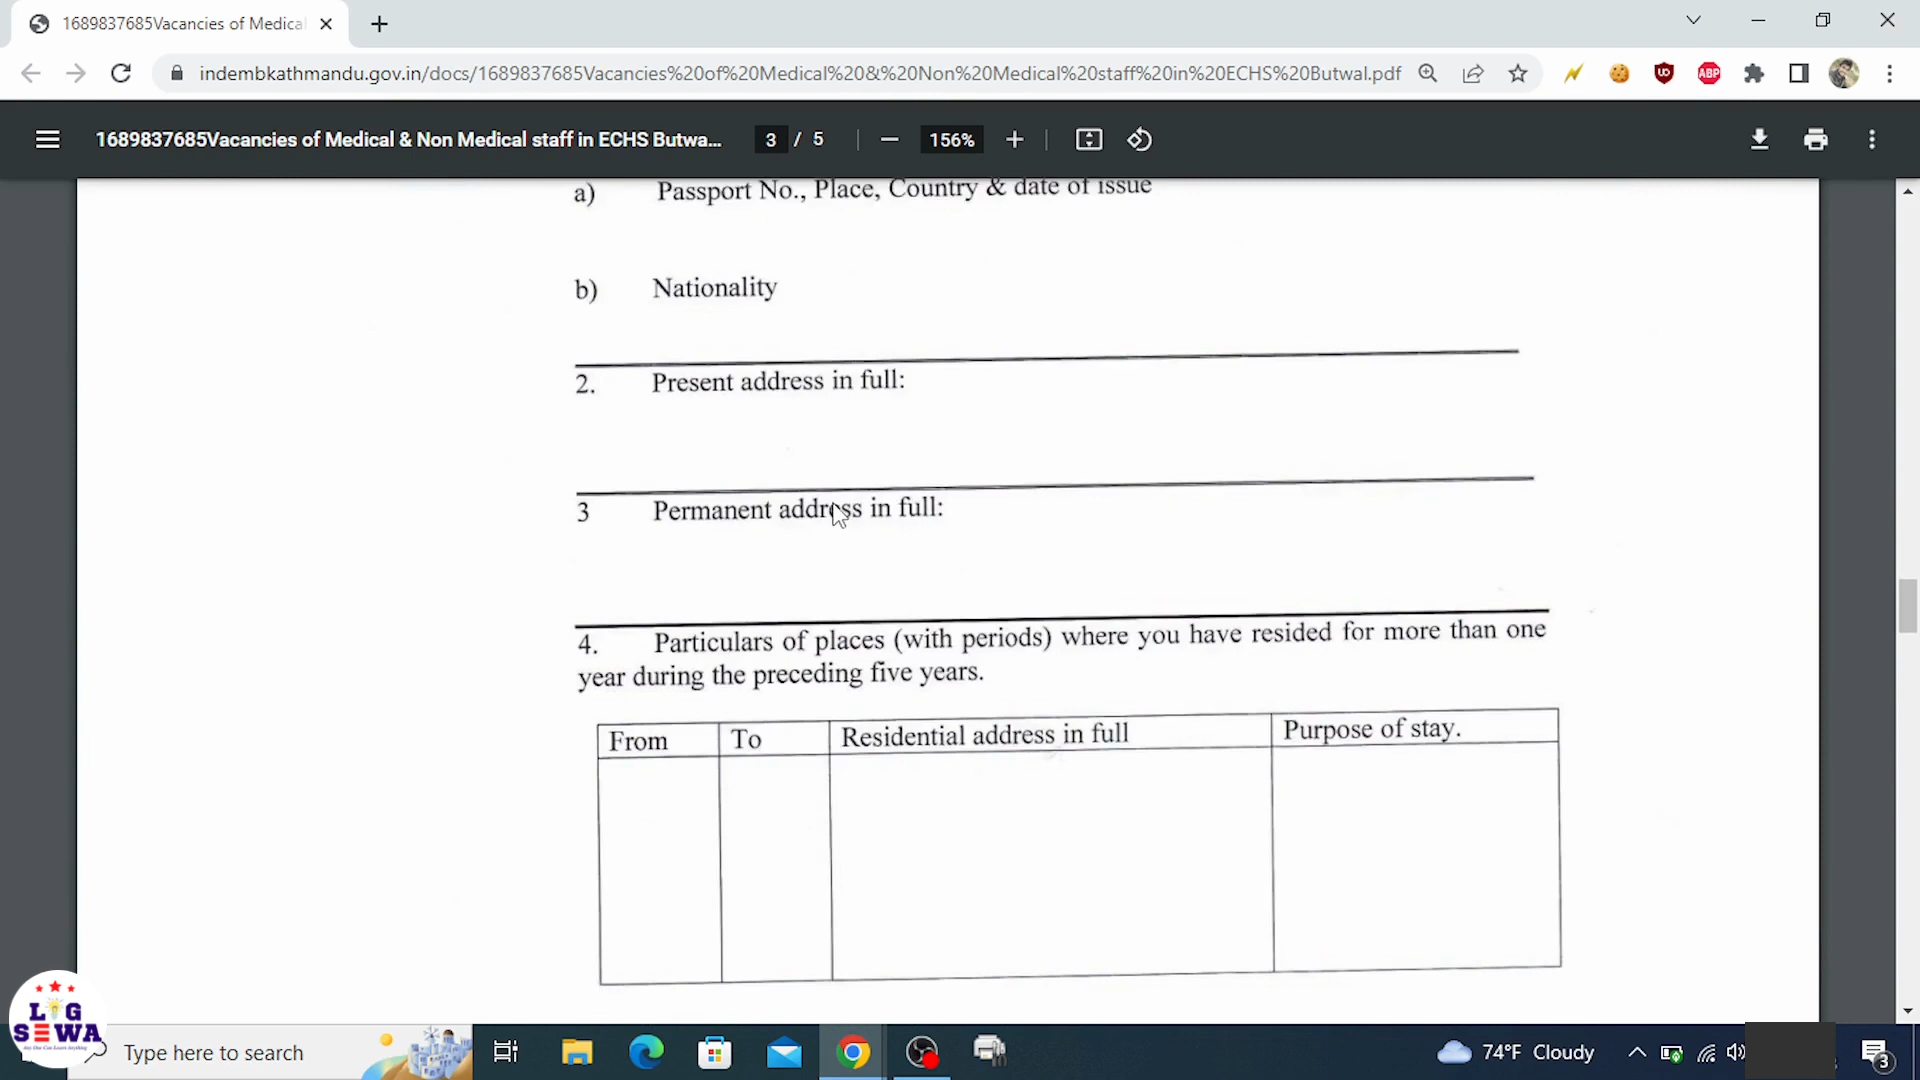 1689837685Vacancies of Medica
indembkathmandu.gov.in/docs/1689837685Vacancies%20of%20Medical%20&%20Non%20Medical%20staff%20in%20ECHS%20Butwal.pdf
ABP
1689837685Vacancies of Medical & Non Medical staff in ECHS Butwa...
3 / 5
156%
a) Passport No., Place, Country & date of issue
b) Nationality
2. Present address in full:
3 Permanent address in full:
4. Particulars of places (with periods) where you have resided for more than one
year during the preceding five years.
From To Residential address in full Purpose of stay.
LIG
SEWA
Type here to search
74°F Cloudy
3